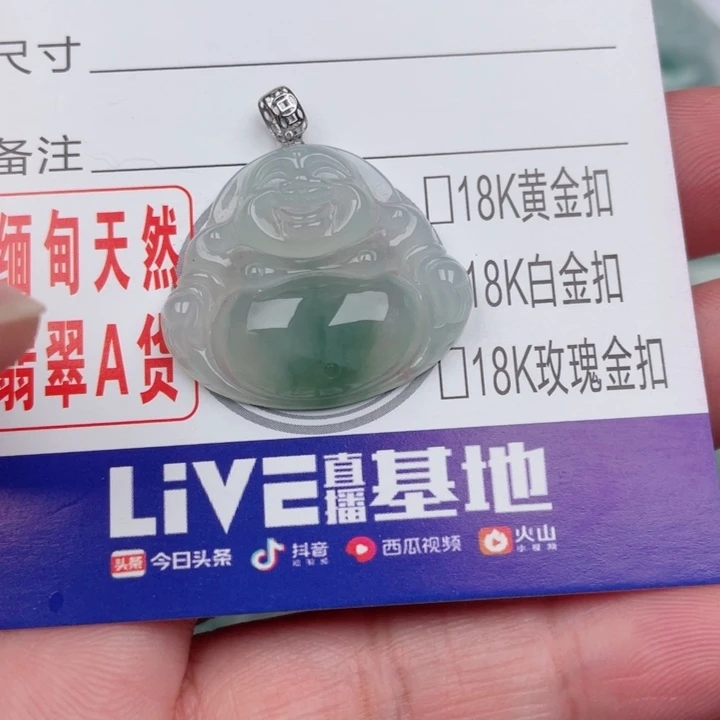 尺寸
备注
缅甸天然
翡翠A货
18K黄金扣
18K白金扣
18K玫瑰金扣
LiVE直播基地
头条 今日头条 抖音 西瓜视频 火山